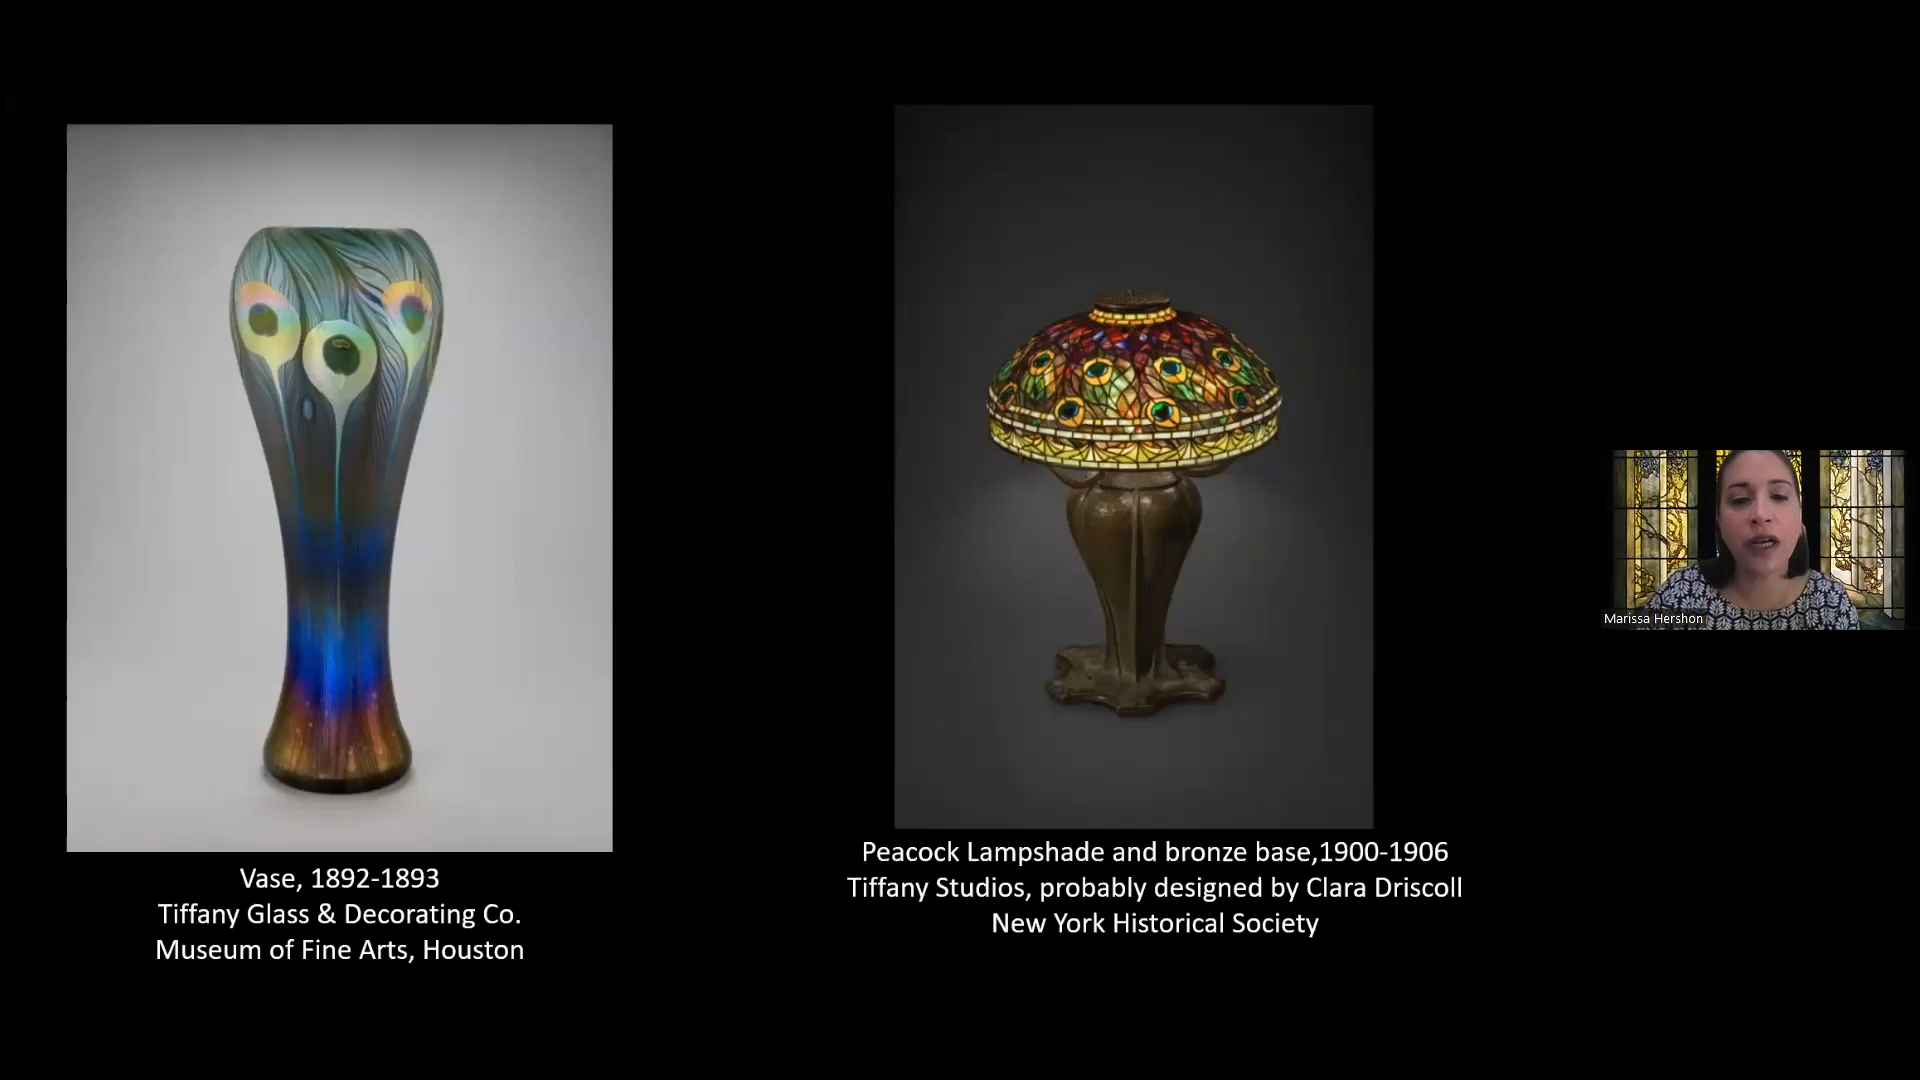 Vase, 1892-1893
Tiffany Glass & Decorating Co.
Museum of Fine Arts, Houston
Peacock Lampshade and bronze base,1900-1906
Tiffany Studios, probably designed by Clara Driscoll
New York Historical Society
Marissa Hershon